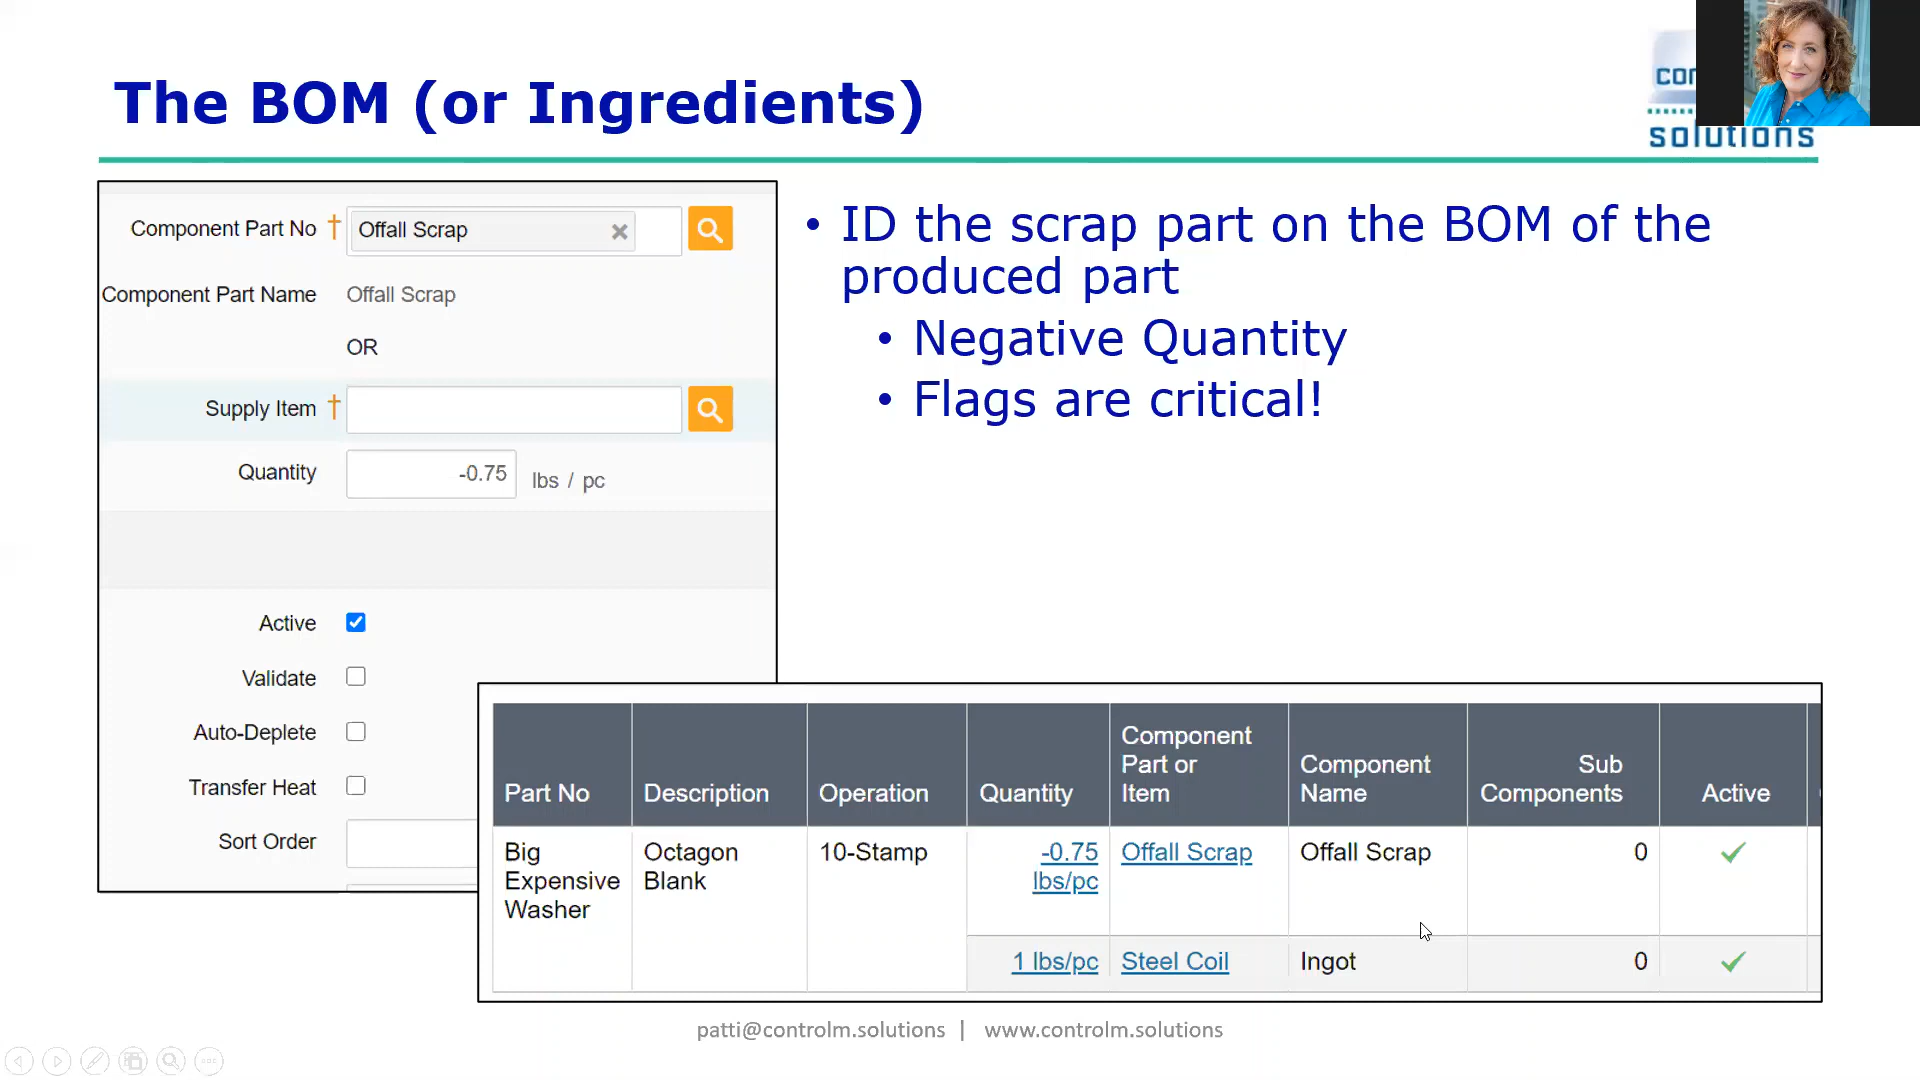 The BOM (or Ingredients)
solutions
Component Part No † Offall Scrap ×
Component Part Name Offall Scrap
OR
Supply Item †
Quantity -0.75 lbs / pc
Active
Validate
Auto-Deplete
Transfer Heat
Sort Order
• ID the scrap part on the BOM of the
produced part
• Negative Quantity
• Flags are critical!
Component
Part or Component Sub
Part No Description Operation Quantity Item Name Components Active
Big Octagon 10-Stamp -0.75 Offall Scrap Offall Scrap 0
Expensive Blank lbs/pc
Washer
1 lbs/pc Steel Coil Ingot 0
patti@controlm.solutions | www.controlm.solutions